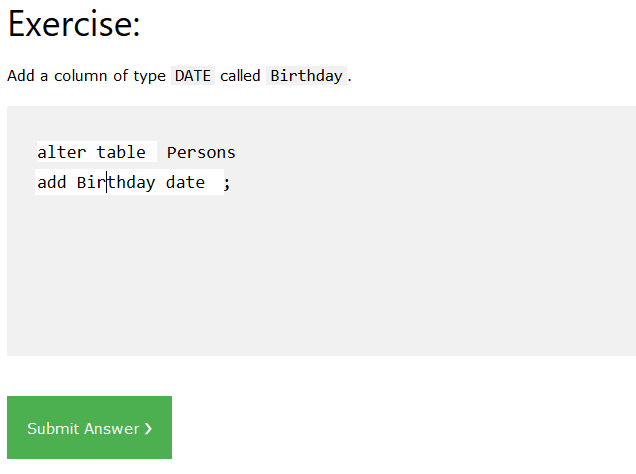 Exercise:
Add a column of type DATE called Birthday.
alter table Persons
add Birthday date ;
Submit Answer ❯